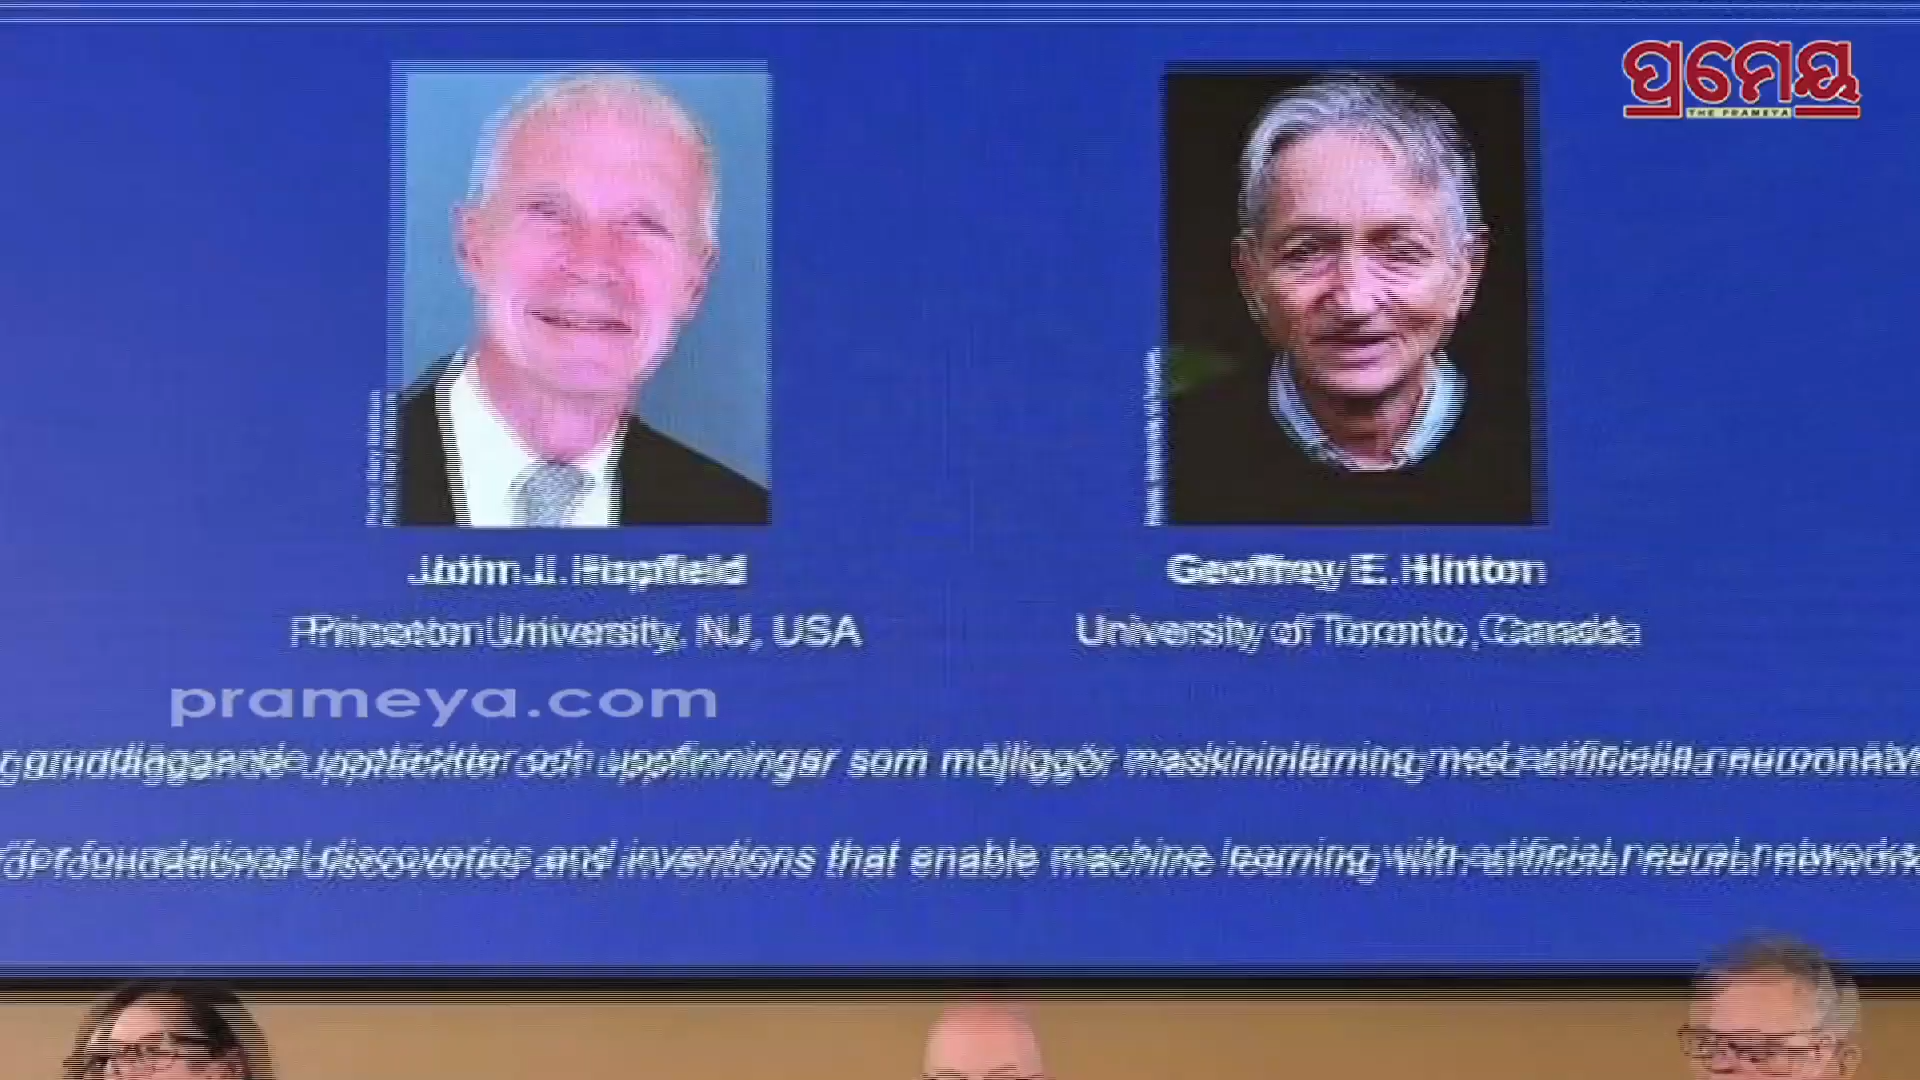 ପ୍ରମେୟ
THE PRAMEYA
John J. Hopfield
Geoffrey E. Hinton
Princeton University, NJ, USA
University of Toronto, Canada
prameya.com
grundläggande upptäckter och uppfinningar som möjliggör maskininlärning med artificiella neuronnät
for foundational discoveries and inventions that enable machine learning with artificial neural networks